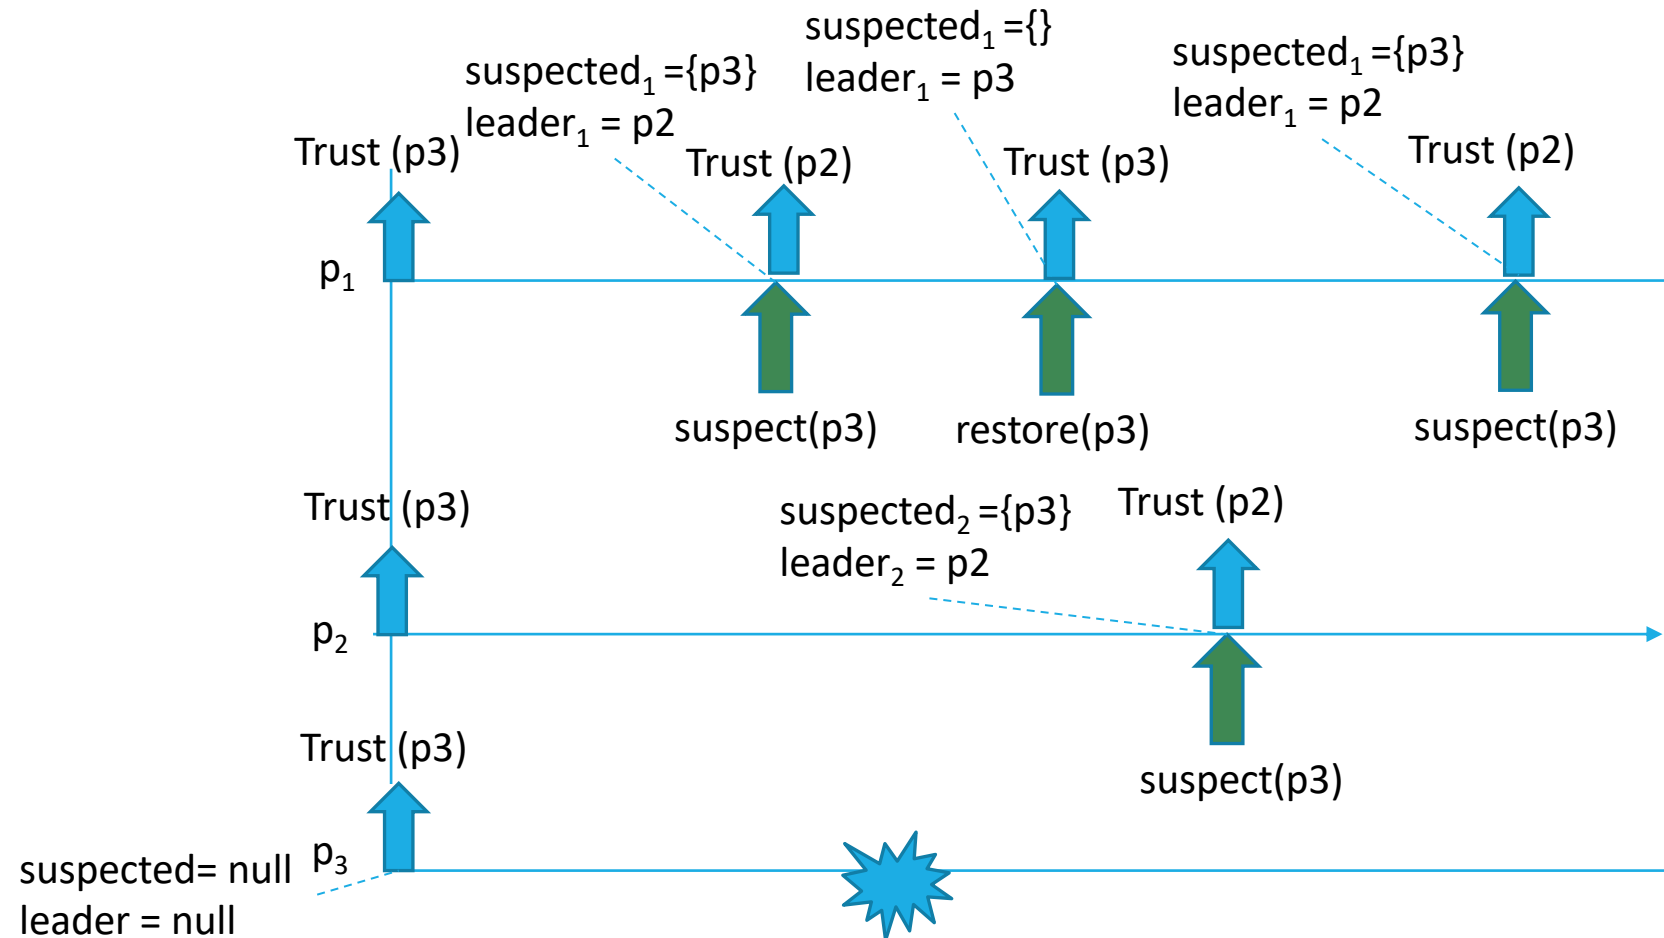 suspected₁ ={}
leader₁ = p3
suspected₁ ={p3}
leader₁ = p2
suspected₁ ={p3}
leader₁ = p2
Trust (p3)
Trust (p2)
Trust (p3)
Trust (p2)
p₁
suspect(p3)
restore(p3)
suspect(p3)
Trust (p3)
suspected₂ ={p3}
leader₂ = p2
Trust (p2)
p₂
suspect(p3)
Trust (p3)
p₃
suspected= null
leader = null